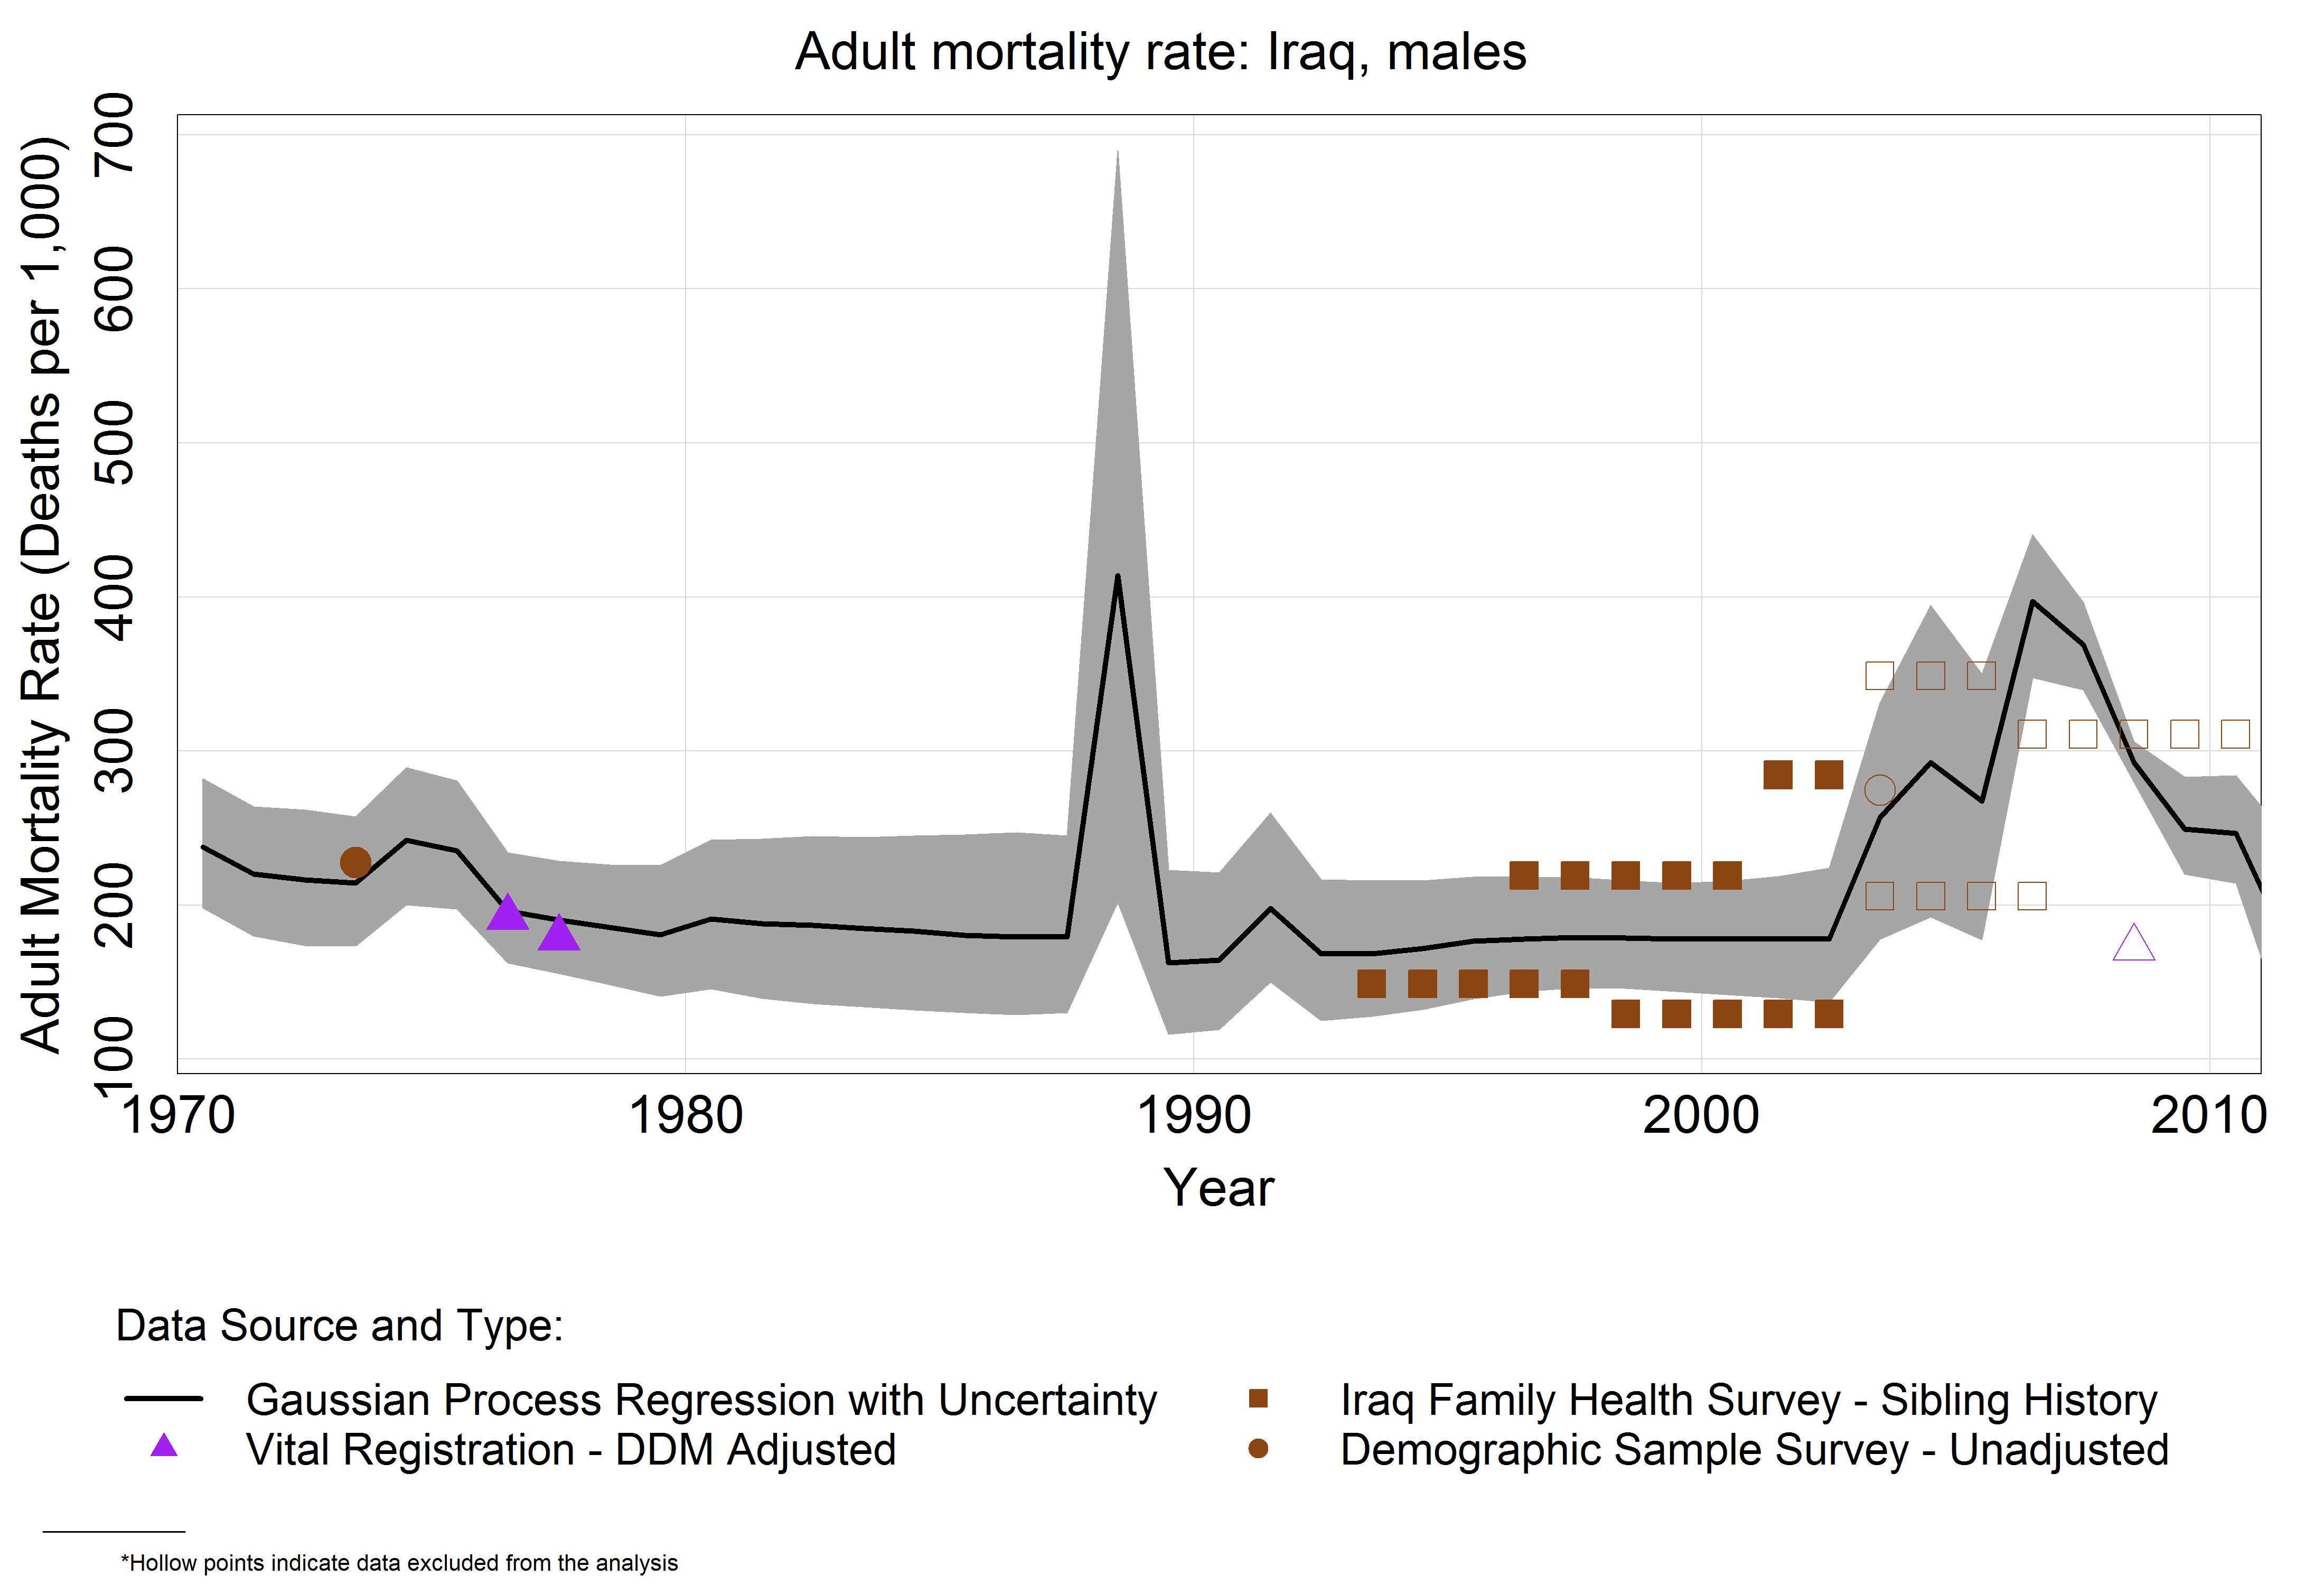 Adult mortality rate: Iraq, males
Adult Mortality Rate (Deaths per 1,000)
700
600
500
400
300
200
100
1970 1980 1990 2000 2010
Year
Data Source and Type:
Gaussian Process Regression with Uncertainty
Vital Registration - DDM Adjusted
Iraq Family Health Survey - Sibling History
Demographic Sample Survey - Unadjusted
*Hollow points indicate data excluded from the analysis